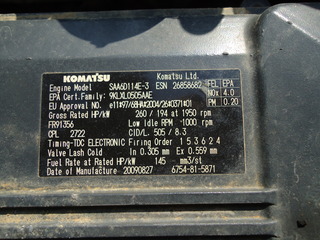 KOMATSU Komatsu Ltd.
Engine Model SAA6D114E-3 ESN 26858682 FEL EPA
EPA Cert.Family: 9KLXL0505AAE NOx 4.0
EU Approval NO. e11*97/68HA*2004/26*0371*01 PM 0.20
Gross Rated HP/kW 260 / 194 at 1950 rpm
FR91356 Low Idle RPM -1000 rpm
CPL 2722 CID/L. 505 / 8.3
Timing-TDC ELECTRONIC Firing Order 1 5 3 6 2 4
Valve Lash Cold In 0.305 mm Ex 0.559 mm
Fuel Rate at Rated HP/kW 145 - mm3/st
Date of Manufacture 20090827 6754-81-5871